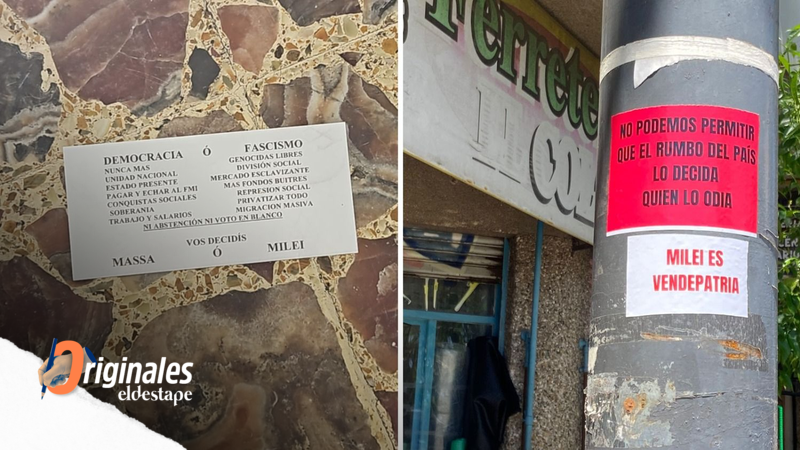 DEMOCRACIA Ó FASCISMO
NUNCA MAS
UNIDAD NACIONAL
ESTADO PRESENTE
PAGAR Y ECHAR AL FMI
CONQUISTAS SOCIALES
SOBERANIA
TRABAJO Y SALARIOS
GENOCIDAS LIBRES
DIVISIÓN SOCIAL
MERCADO ESCLAVIZANTE
MAS FONDOS BUITRES
REPRESION SOCIAL
PRIVATIZAR TODO
MIGRACION MASIVA
NI ABSTENCIÓN NI VOTO EN BLANCO
VOS DECIDÍS
MASSA Ó MILEI
Originales
eldestape
Ferrete
COL
NO PODEMOS PERMITIR
QUE EL RUMBO DEL PAÍS
LO DECIDA
QUIEN LO ODIA
MILEI ES
VENDEPATRIA